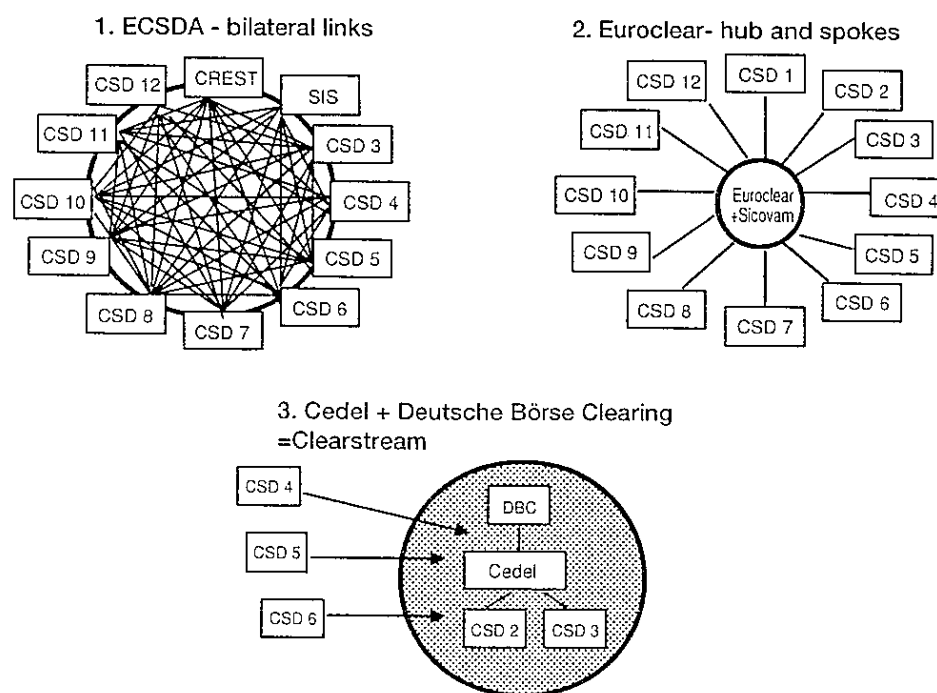 1. ECSDA - bilateral links
CREST
CSD 12
SIS
CSD 11
CSD 3
CSD 10
CSD 4
CSD 9
CSD 5
CSD 8
CSD 6
CSD 7
2. Euroclear- hub and spokes
CSD 1
CSD 12
CSD 2
CSD 11
CSD 3
CSD 10
Euroclear
+Sicovam
CSD 4
CSD 9
CSD 5
CSD 8
CSD 6
CSD 7
3. Cedel + Deutsche Börse Clearing
=Clearstream
CSD 4
DBC
CSD 5
Cedel
CSD 6
CSD 2
CSD 3